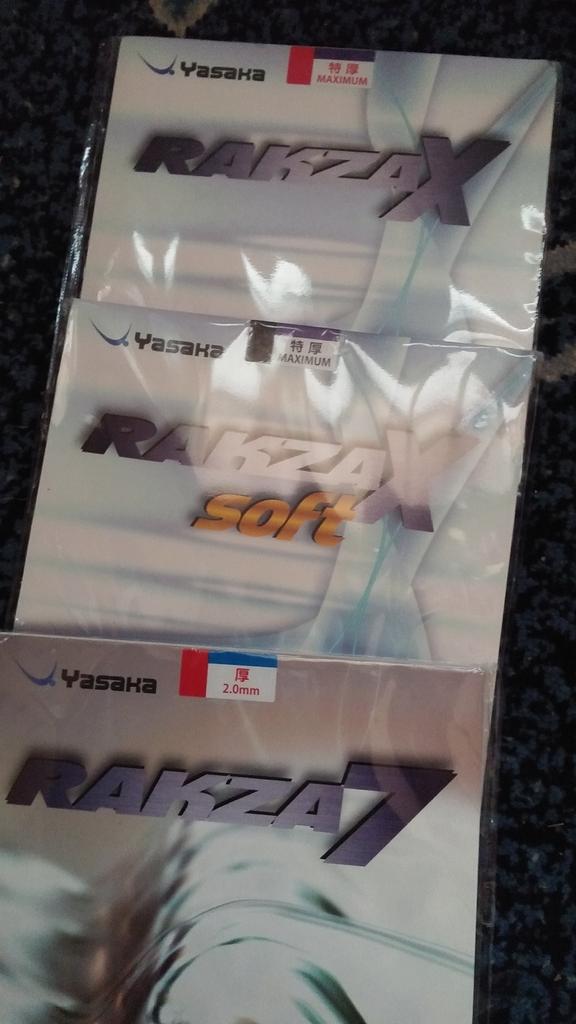 Yasaka
特厚
MAXIMUM
RAKZA X
Yasaka
特厚
MAXIMUM
RAKZA X
soft
Yasaka
厚
2.0mm
RAKZA 7